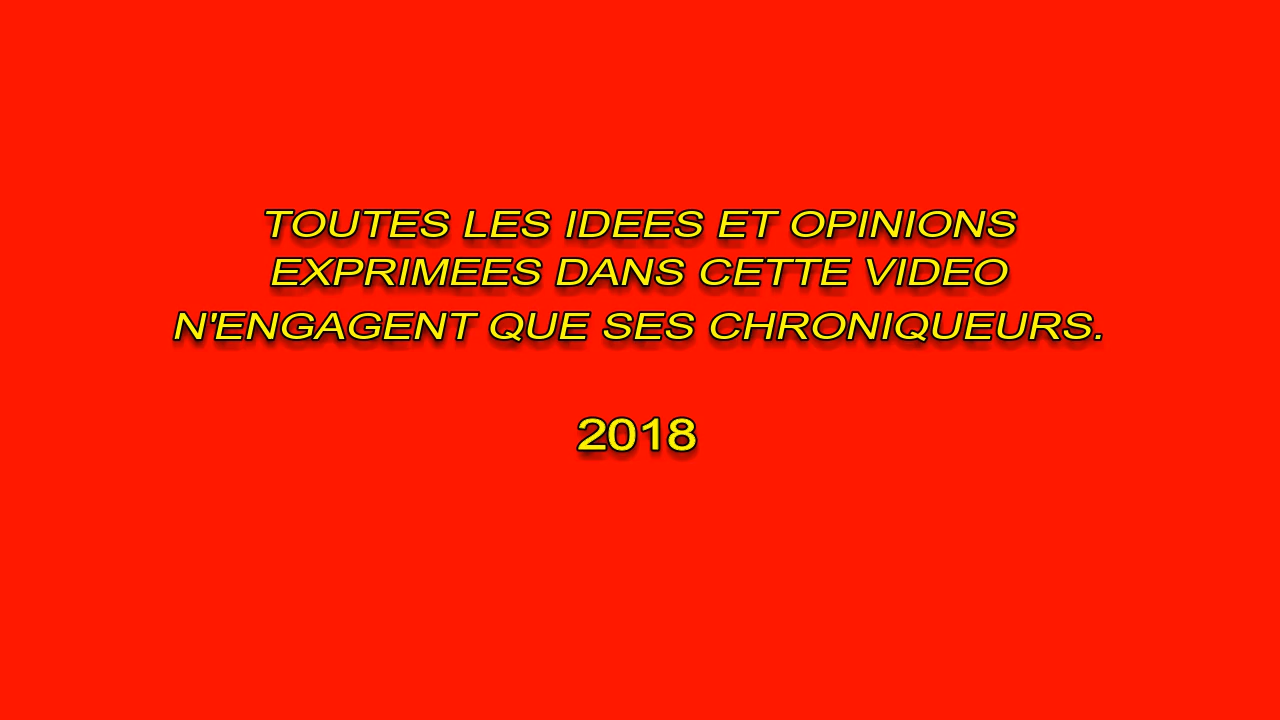 TOUTES LES IDEES ET OPINIONS
EXPRIMEES DANS CETTE VIDEO
N'ENGAGENT QUE SES CHRONIQUEURS.
2018